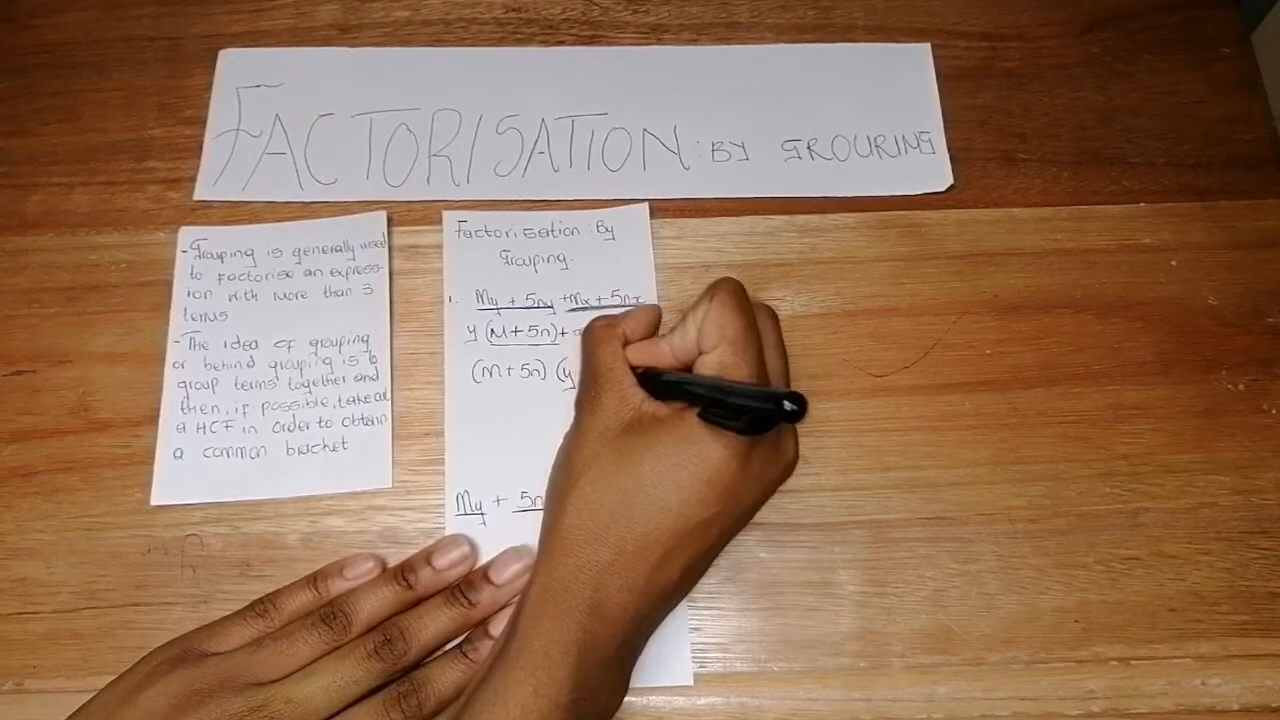 FACTORISATION: BY GROURING
- Grouping is generally used
to factorise an express-
ion with more than 3
terms
- The idea of grouping
or behind grouping is to
group terms together and
then, if possible, take out
a HCF in order to obtain
a common bracket
Factorisation: By
Grouping.
1. My + 5ny + mx + 5nx
y (M+5n)+
(M+5n) (y
My + 5n